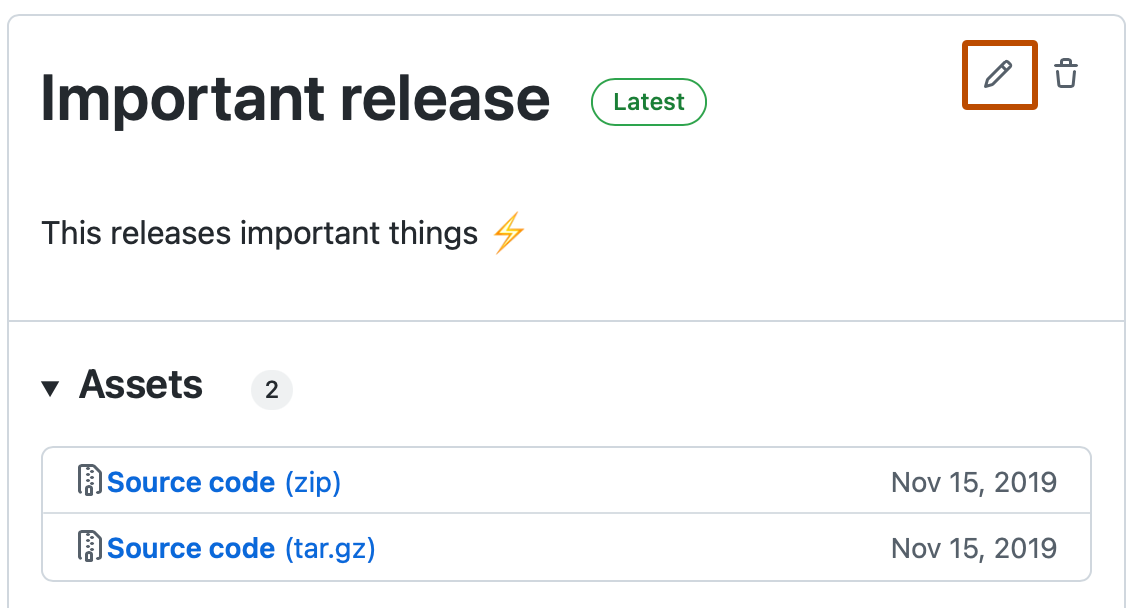 Important release Latest
This releases important things ⚡
Assets 2
Source code (zip) Nov 15, 2019
Source code (tar.gz) Nov 15, 2019